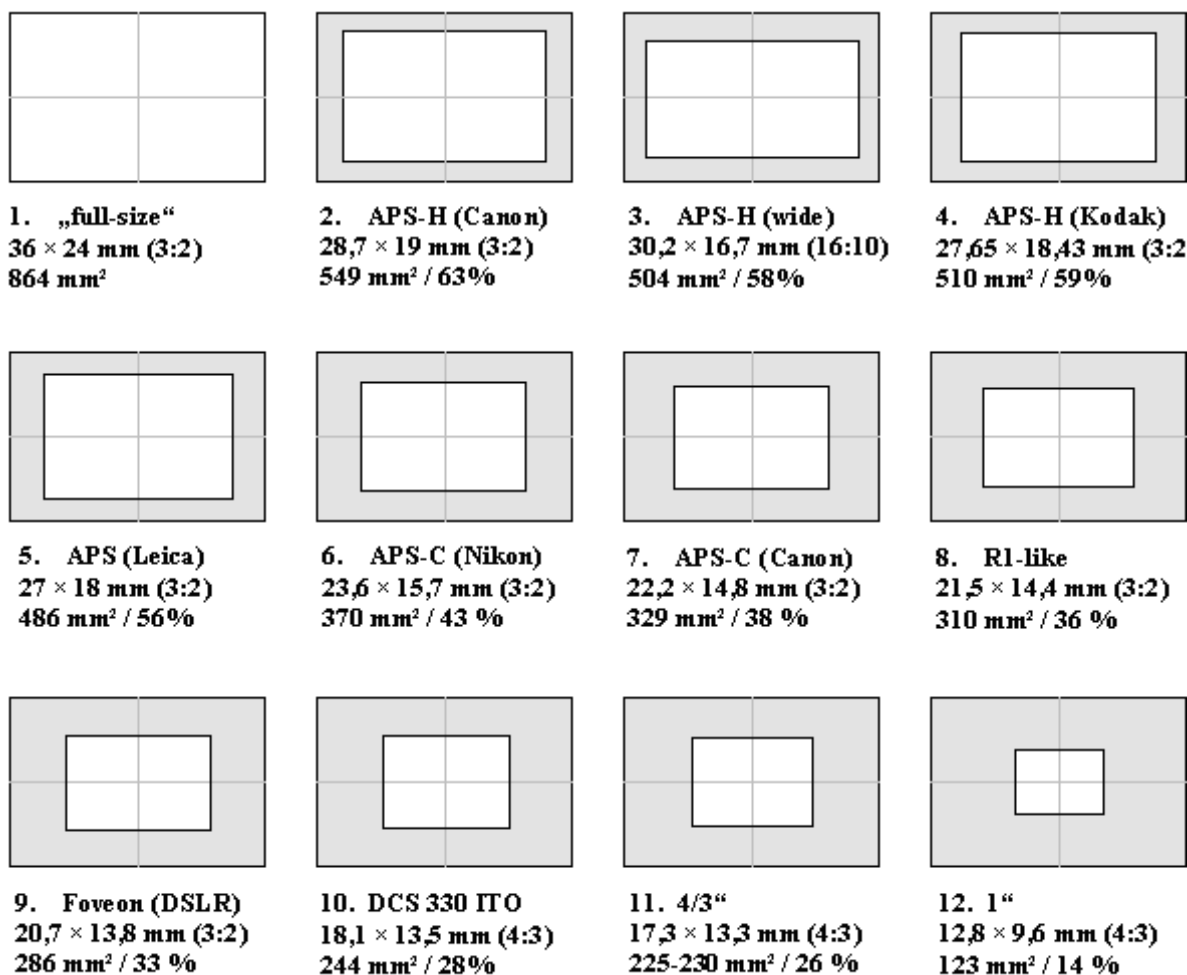 1. „full-size“
36 × 24 mm (3:2)
864 mm²
2. APS-H (Canon)
28,7 × 19 mm (3:2)
549 mm² / 63%
3. APS-H (wide)
30,2 × 16,7 mm (16:10)
504 mm² / 58%
4. APS-H (Kodak)
27,65 × 18,43 mm (3:2
510 mm² / 59%
5. APS (Leica)
27 × 18 mm (3:2)
486 mm² / 56%
6. APS-C (Nikon)
23,6 × 15,7 mm (3:2)
370 mm² / 43 %
7. APS-C (Canon)
22,2 × 14,8 mm (3:2)
329 mm² / 38 %
8. R1-like
21,5 × 14,4 mm (3:2)
310 mm² / 36 %
9. Foveon (DSLR)
20,7 × 13,8 mm (3:2)
286 mm² / 33 %
10. DCS 330 ITO
18,1 × 13,5 mm (4:3)
244 mm² / 28%
11. 4/3“
17,3 × 13,3 mm (4:3)
225-230 mm² / 26 %
12. 1“
12,8 × 9,6 mm (4:3)
123 mm² / 14 %